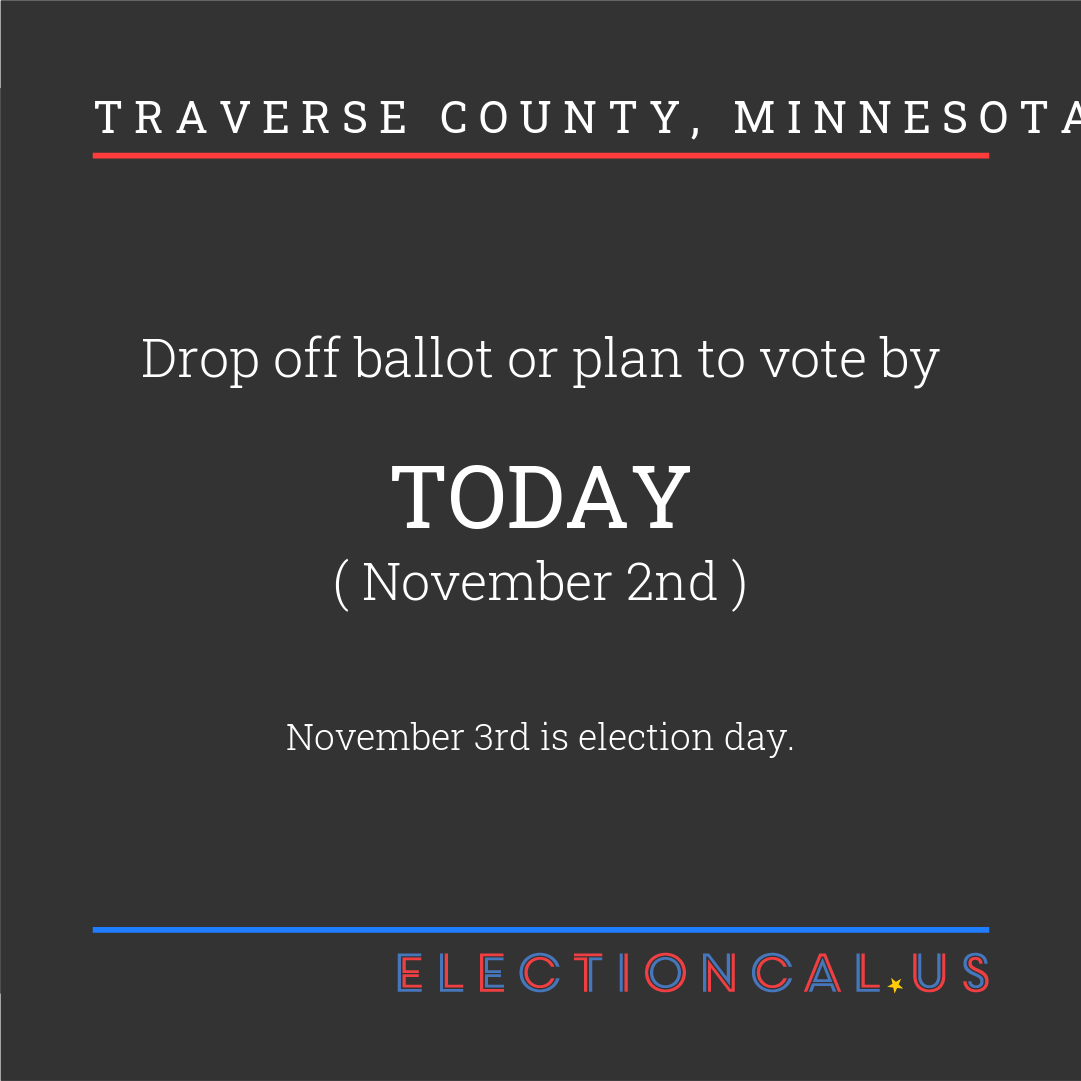 TRAVERSE COUNTY, MINNESOTA
Drop off ballot or plan to vote by
TODAY
( November 2nd )
November 3rd is election day.
ELECTIONCAL.US